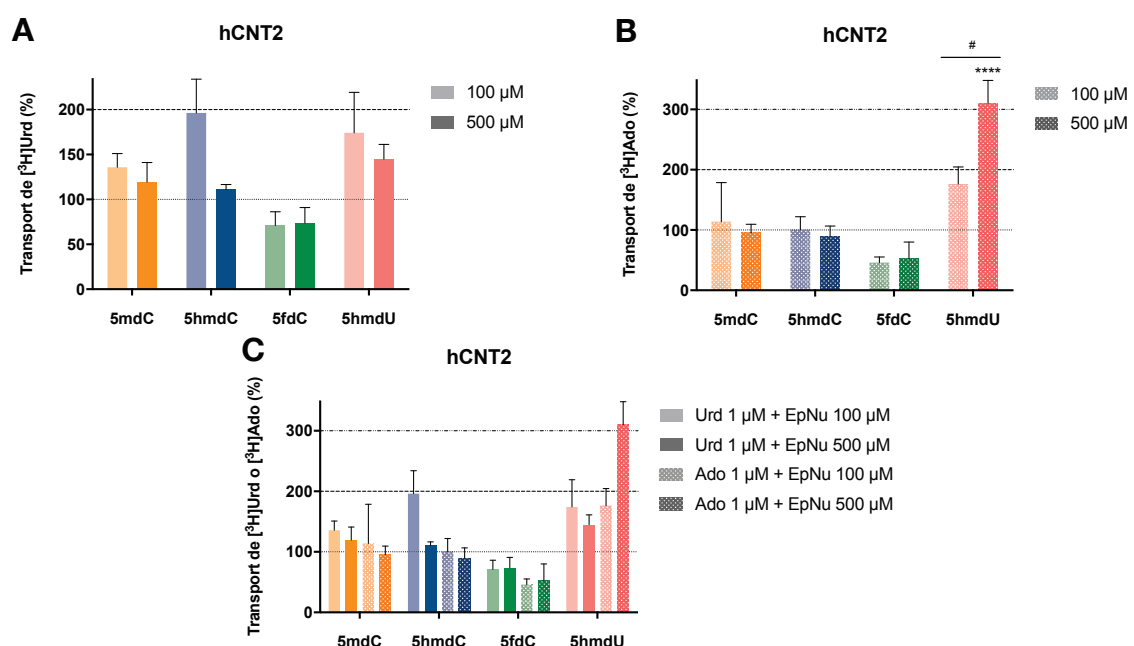 A
hCNT2
Transport de [³H]Urd (%)
200
150
100
50
0
5mdC 5hmdC 5fdC 5hmdU
100 µM
500 µM
B
hCNT2
#
****
Transport de [³H]Ado (%)
300
200
100
0
5mdC 5hmdC 5fdC 5hmdU
100 µM
500 µM
C
hCNT2
Transport de [³H]Urd o [³H]Ado (%)
300
200
100
0
5mdC 5hmdC 5fdC 5hmdU
Urd 1 µM + EpNu 100 µM
Urd 1 µM + EpNu 500 µM
Ado 1 µM + EpNu 100 µM
Ado 1 µM + EpNu 500 µM